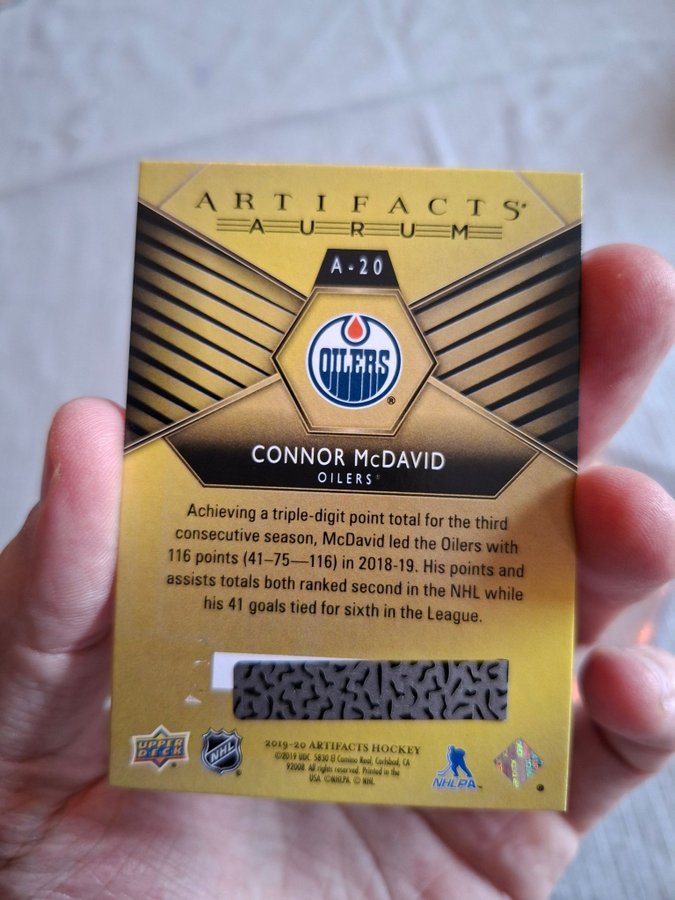 ARTIFACTS
AURUM
A-20
OILERS ®
CONNOR McDAVID
OILERS®
Achieving a triple-digit point total for the third
consecutive season, McDavid led the Oilers with
116 points (41–75—116) in 2018-19. His points and
assists totals both ranked second in the NHL while
his 41 goals tied for sixth in the League.
UPPER DECK
NHL
2019-20 ARTIFACTS HOCKEY
©2019 UDC 5830 El Camino Real, Carlsbad, CA
92008. All rights reserved. Printed in the
USA ©NHLPA © NHL.
NHLPA